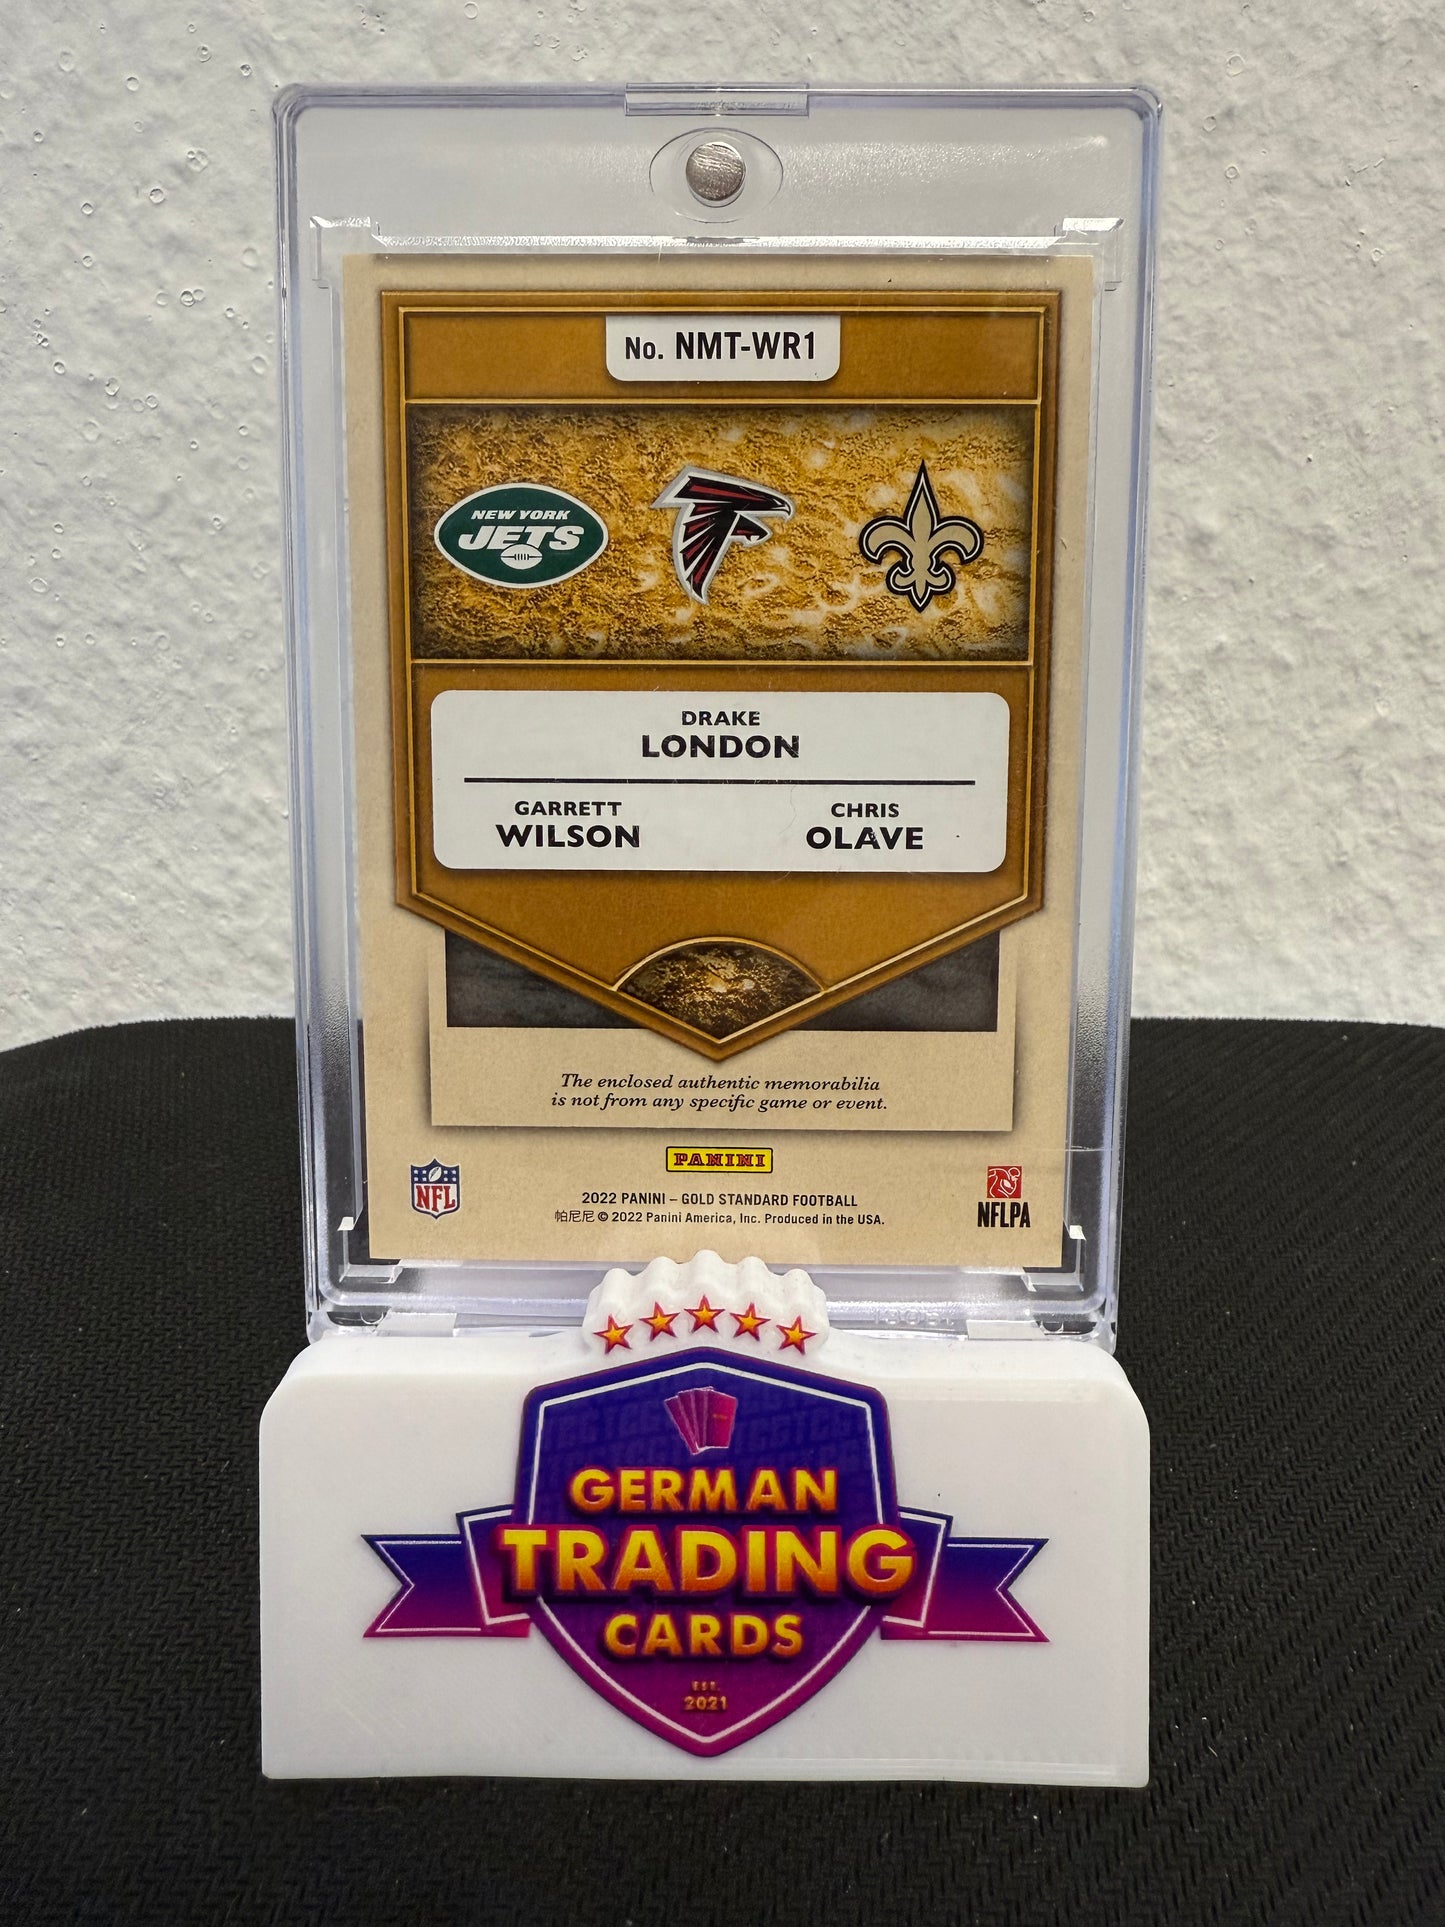 No. NMT-WR1
NEW YORK
JETS
DRAKE
LONDON
GARRETT
WILSON
CHRIS
OLAVE
The enclosed authentic memorabilia
is not from any specific game or event.
PANINI
NFL
2022 PANINI – GOLD STANDARD FOOTBALL
帕尼尼 © 2022 Panini America, Inc. Produced in the USA.
NFLPA
GERMAN
TRADING
CARDS
EST.
2021